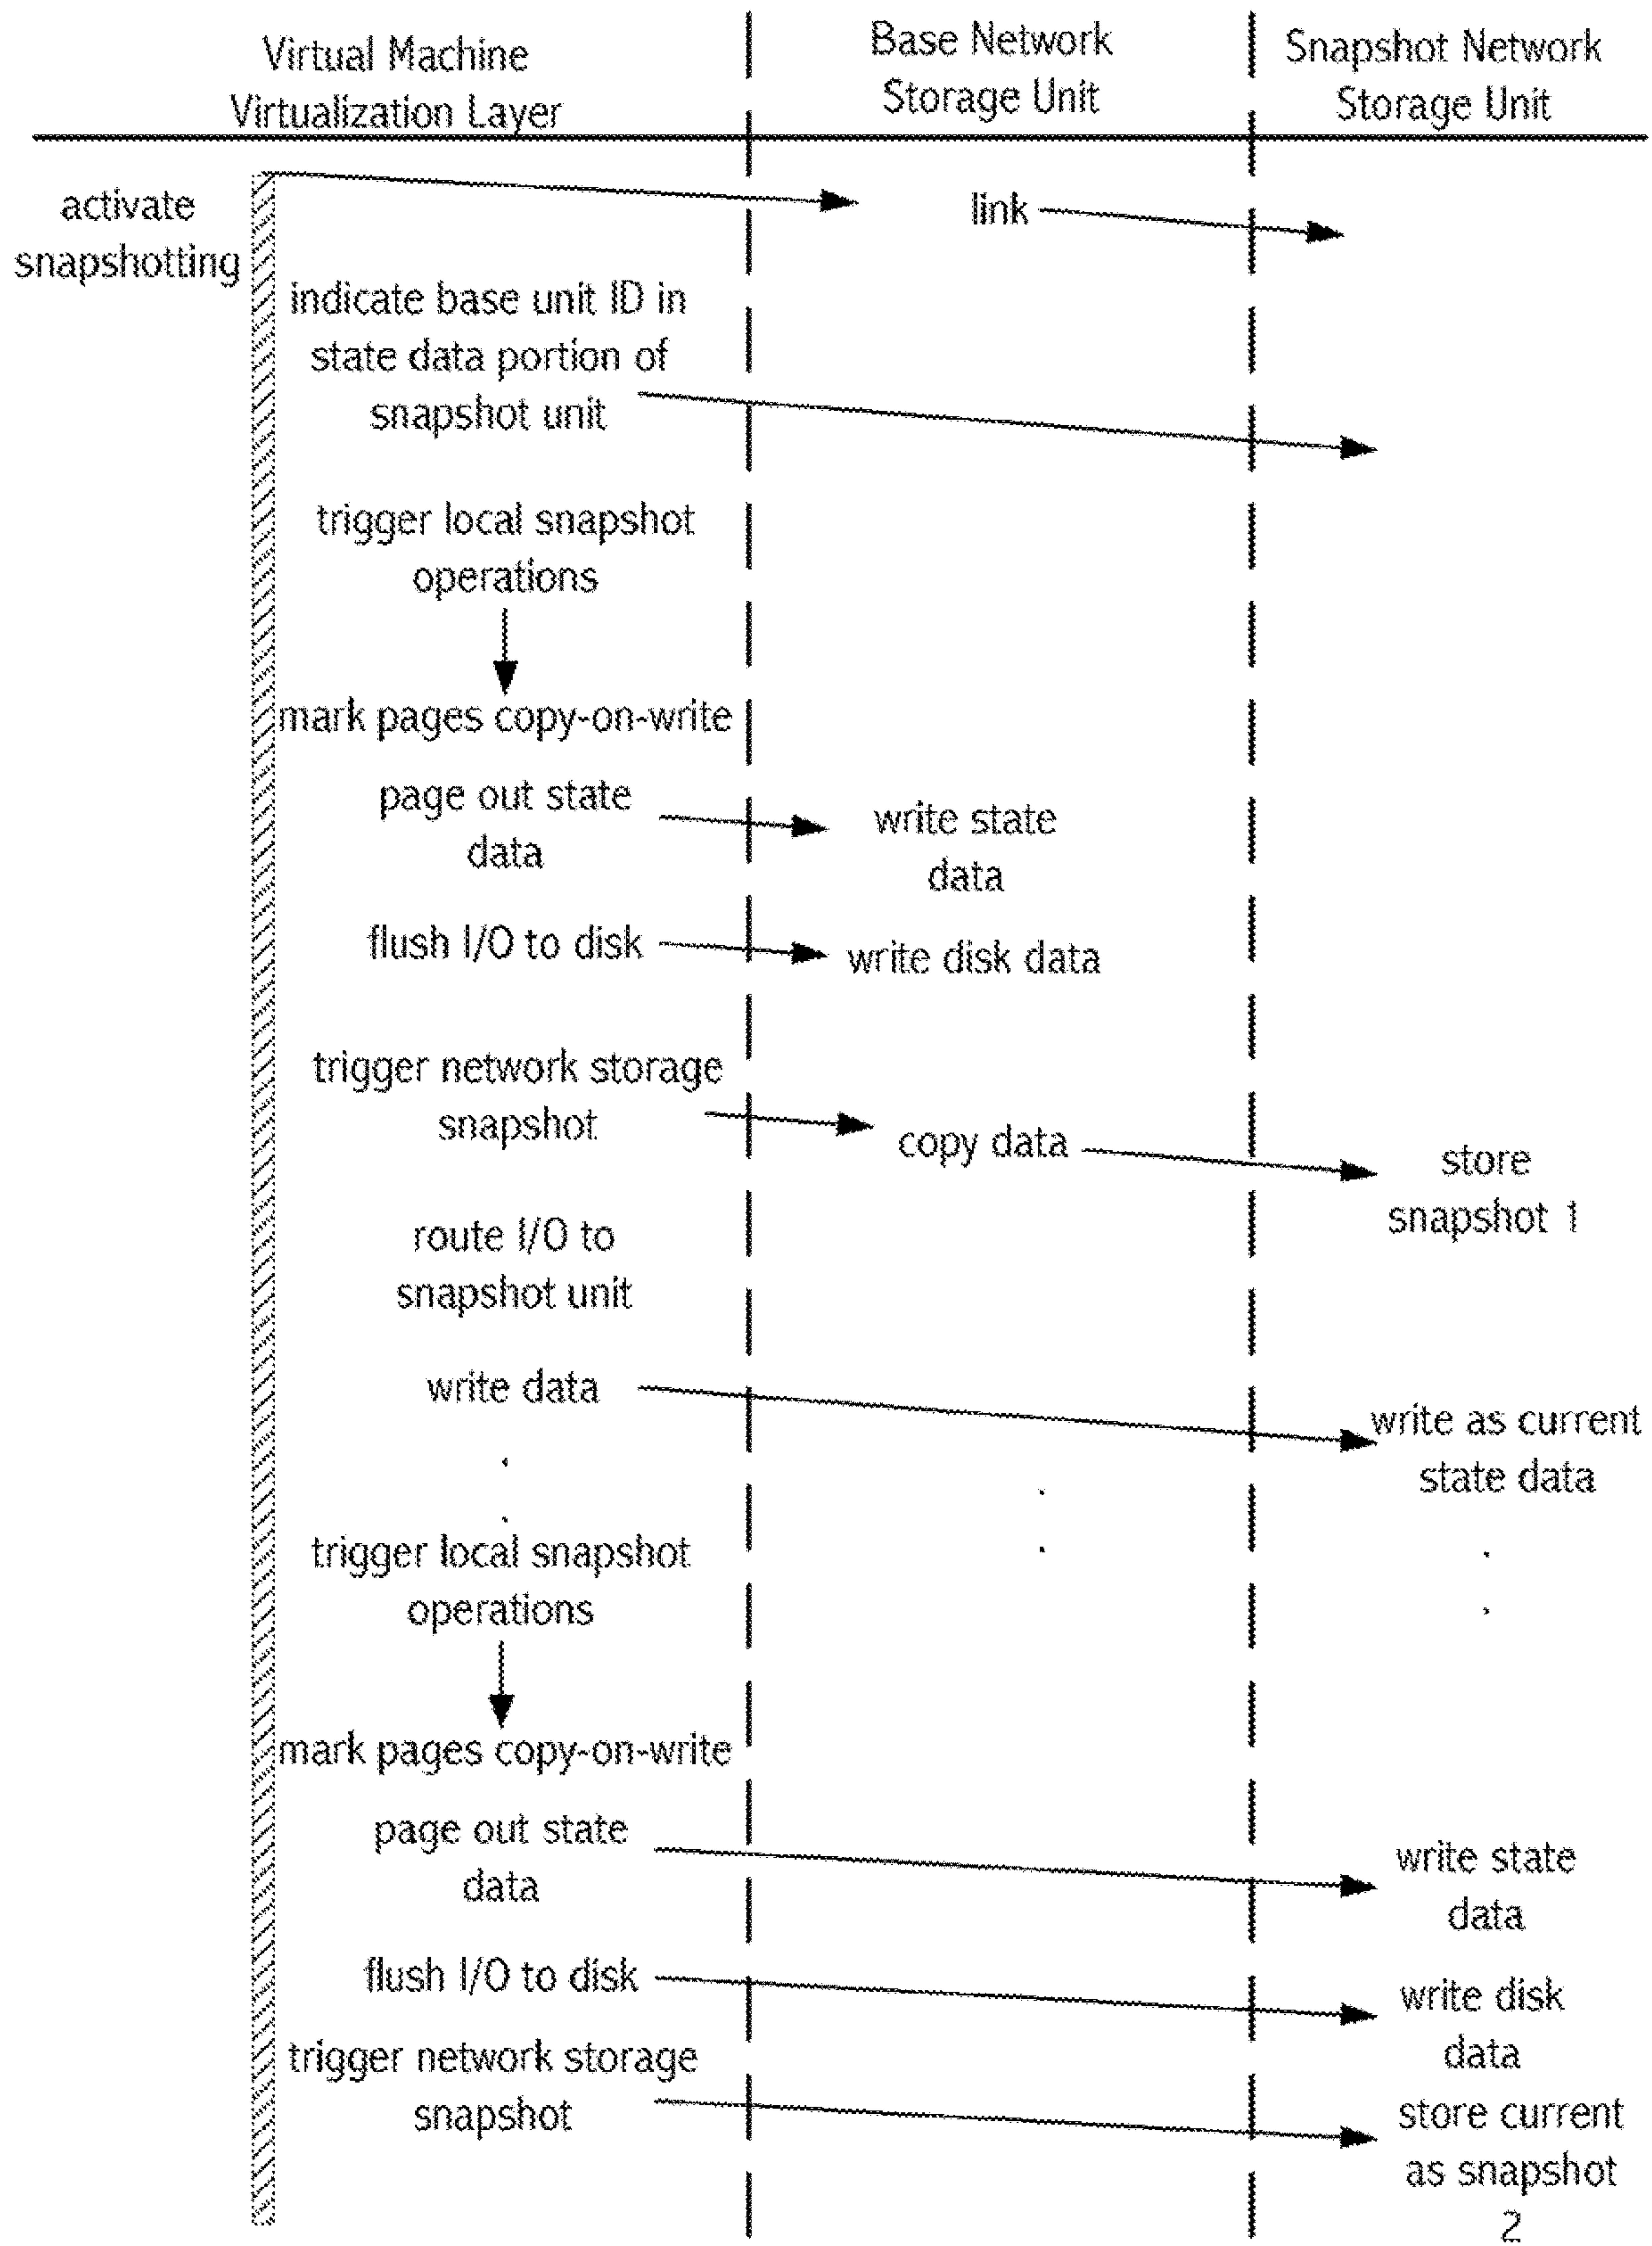 Virtual Machine
Virtualization Layer
Base Network
Storage Unit
Snapshot Network
Storage Unit
activate
snapshotting
link
indicate base unit ID in
state data portion of
snapshot unit
trigger local snapshot
operations
mark pages copy-on-write
page out state
data
write state
data
flush I/O to disk
write disk data
trigger network storage
snapshot
copy data
store
snapshot 1
route I/O to
snapshot unit
write data
write as current
state data
trigger local snapshot
operations
mark pages copy-on-write
page out state
data
write state
data
flush I/O to disk
write disk
data
trigger network storage
snapshot
store current
as snapshot
2